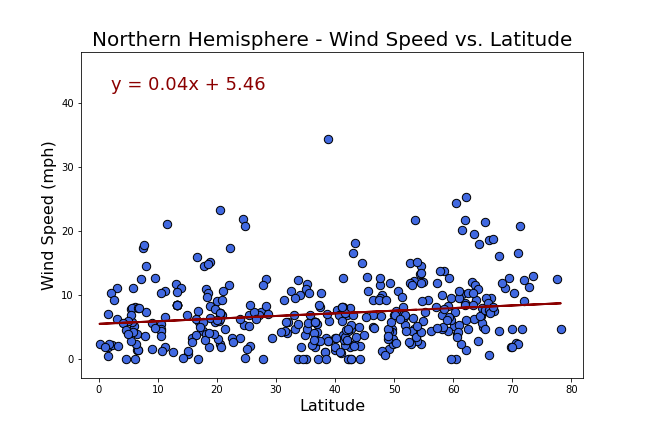 Northern Hemisphere - Wind Speed vs. Latitude
y = 0.04x + 5.46
Wind Speed (mph)
40
30
20
10
0
0 10 20 30 40 50 60 70 80
Latitude